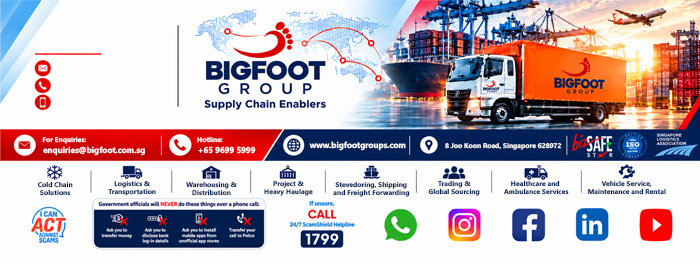 BIGFOOT
GROUP
Supply Chain Enablers
BIGFOOT
GROUP
For Enquiries:
enquiries@bigfoot.com.sg
Hotline:
+65 9699 5999
www.bigfootgroups.com
8 Joo Koon Road, Singapore 628972
bizSAFE
STAR
ISO
SINGAPORE
LOGISTICS
ASSOCIATION
Cold Chain
Solutions
Logistics &
Transportation
Warehousing &
Distribution
Project &
Heavy Haulage
Stevedoring, Shipping
and Freight Forwarding
Trading &
Global Sourcing
Healthcare and
Ambulance Services
Vehicle Service,
Maintenance and Rental
I CAN
ACT
AGAINST
SCAMS
Government officials will NEVER do these things over a phone call:
Ask you to
transfer money
Ask you to
disclose bank
log-in details
Ask you to install
mobile apps from
unofficial app stores
Transfer your
call to Police
If unsure,
CALL
24/7 ScamShield Helpline
1799
in